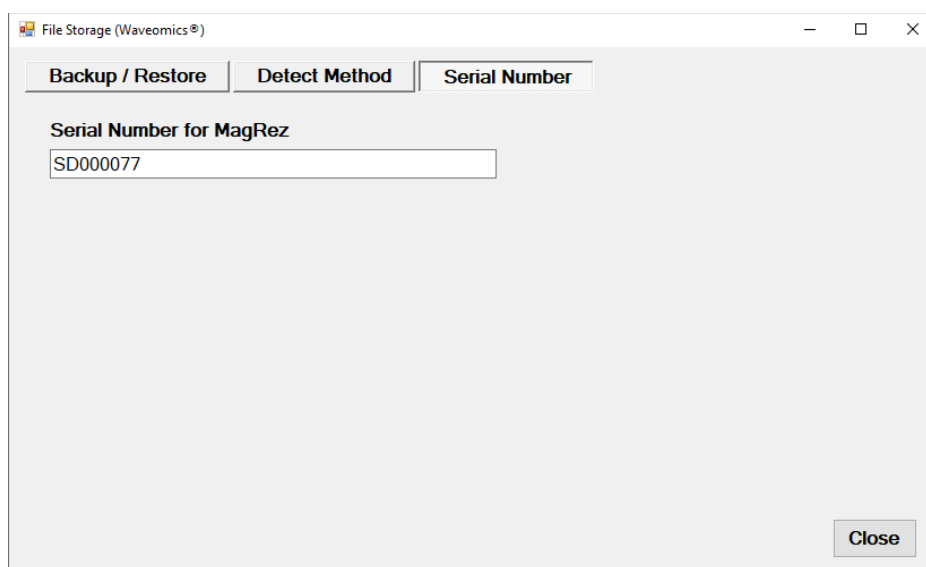 File Storage (Waveomics®)
Backup / Restore Detect Method Serial Number
Serial Number for MagRez
SD000077
Close